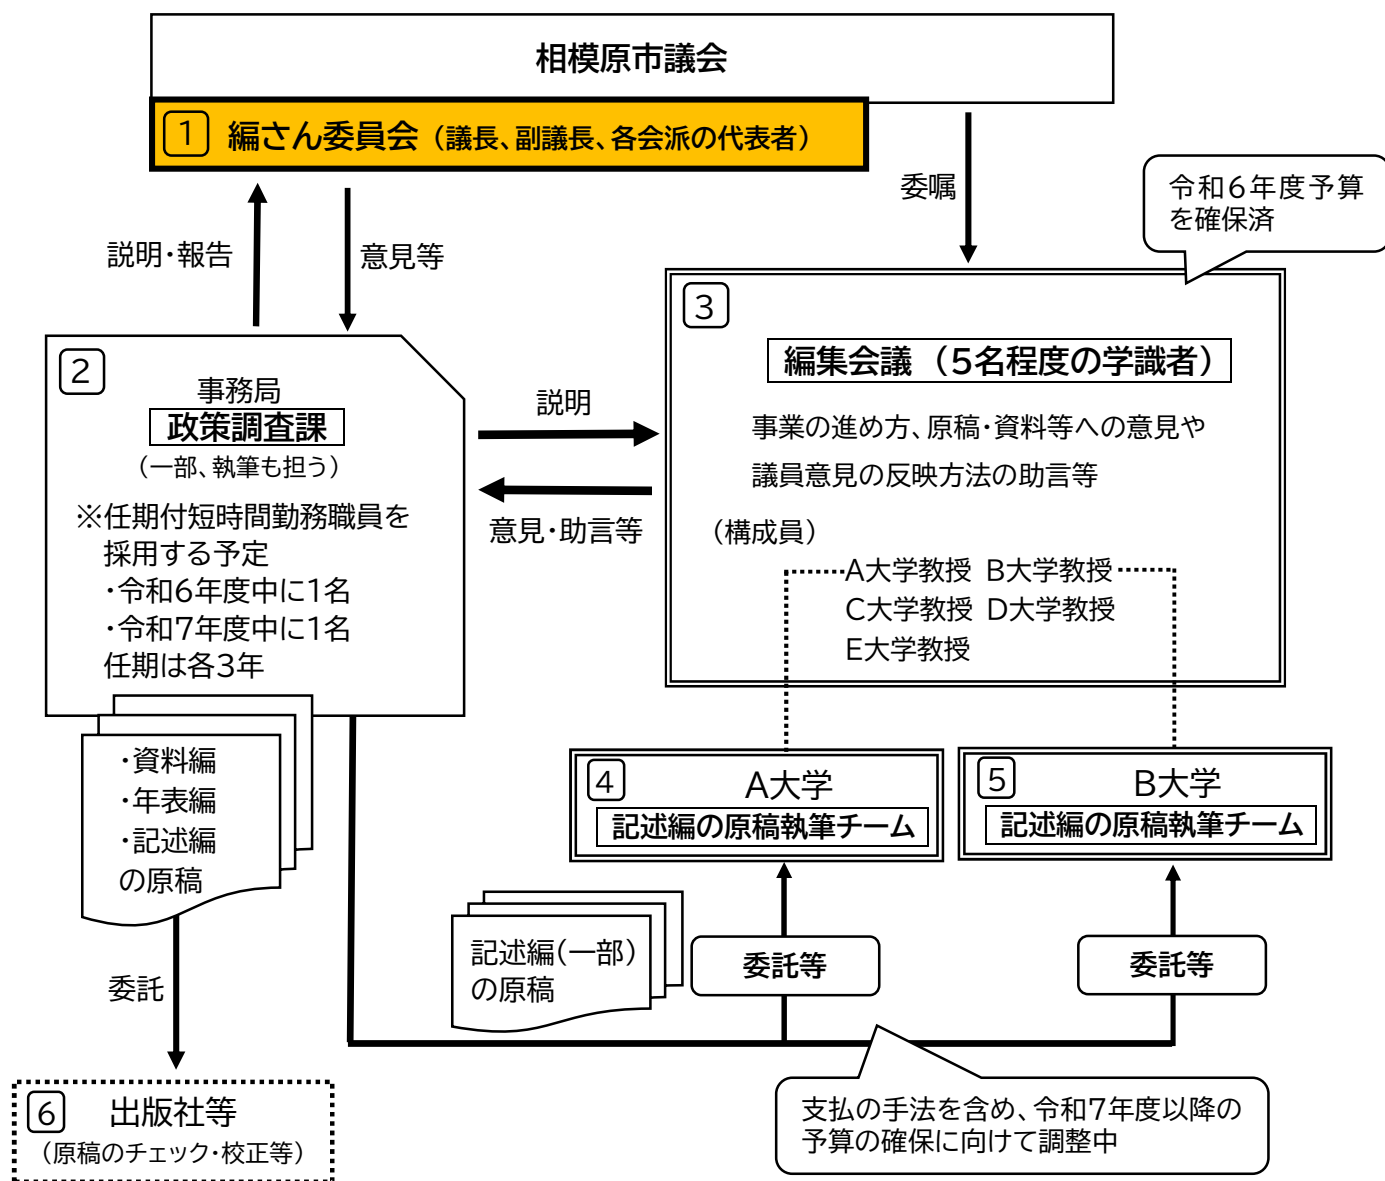 相模原市議会
1 編さん委員会（議長、副議長、各会派の代表者）
委嘱
令和6年度予算
を確保済
説明・報告
意見等
2
事務局
政策調査課
（一部、執筆も担う）
※任期付短時間勤務職員を
採用する予定
・令和6年度中に1名
・令和7年度中に1名
任期は各3年
説明
意見・助言等
3
編集会議（5名程度の学識者）
事業の進め方、原稿・資料等への意見や
議員意見の反映方法の助言等
（構成員）
A大学教授 B大学教授
C大学教授 D大学教授
E大学教授
・資料編
・年表編
・記述編
の原稿
4 A大学
記述編の原稿執筆チーム
5 B大学
記述編の原稿執筆チーム
記述編（一部）
の原稿
委託等
委託等
委託
6 出版社等
（原稿のチェック・校正等）
支払の手法を含め、令和7年度以降の
予算の確保に向けて調整中